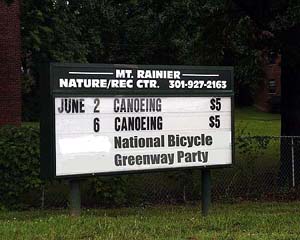 MT. RAINIER
NATURE/REC CTR. 301-927-2163
JUNE 2 CANOEING $5
6 CANOEING $5
National Bicycle
Greenway Party